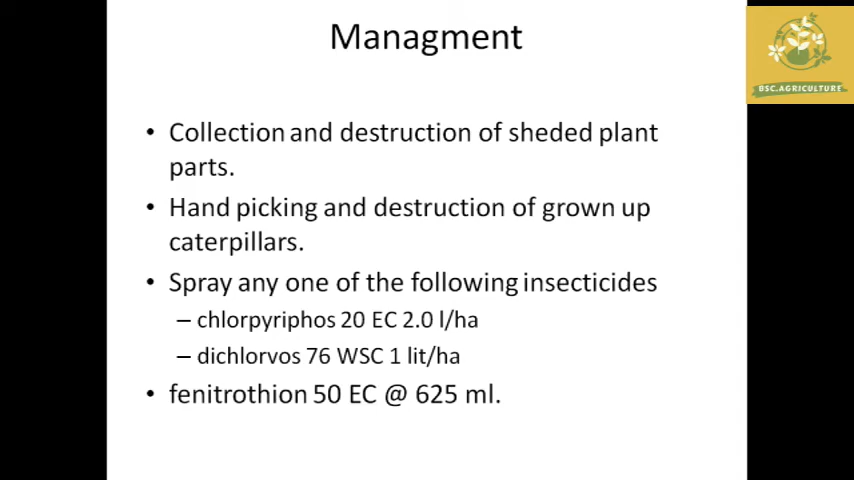 Managment
BSC.AGRICULTURE
• Collection and destruction of sheded plant
parts.
• Hand picking and destruction of grown up
caterpillars.
• Spray any one of the following insecticides
– chlorpyriphos 20 EC 2.0 l/ha
– dichlorvos 76 WSC 1 lit/ha
• fenitrothion 50 EC @ 625 ml.